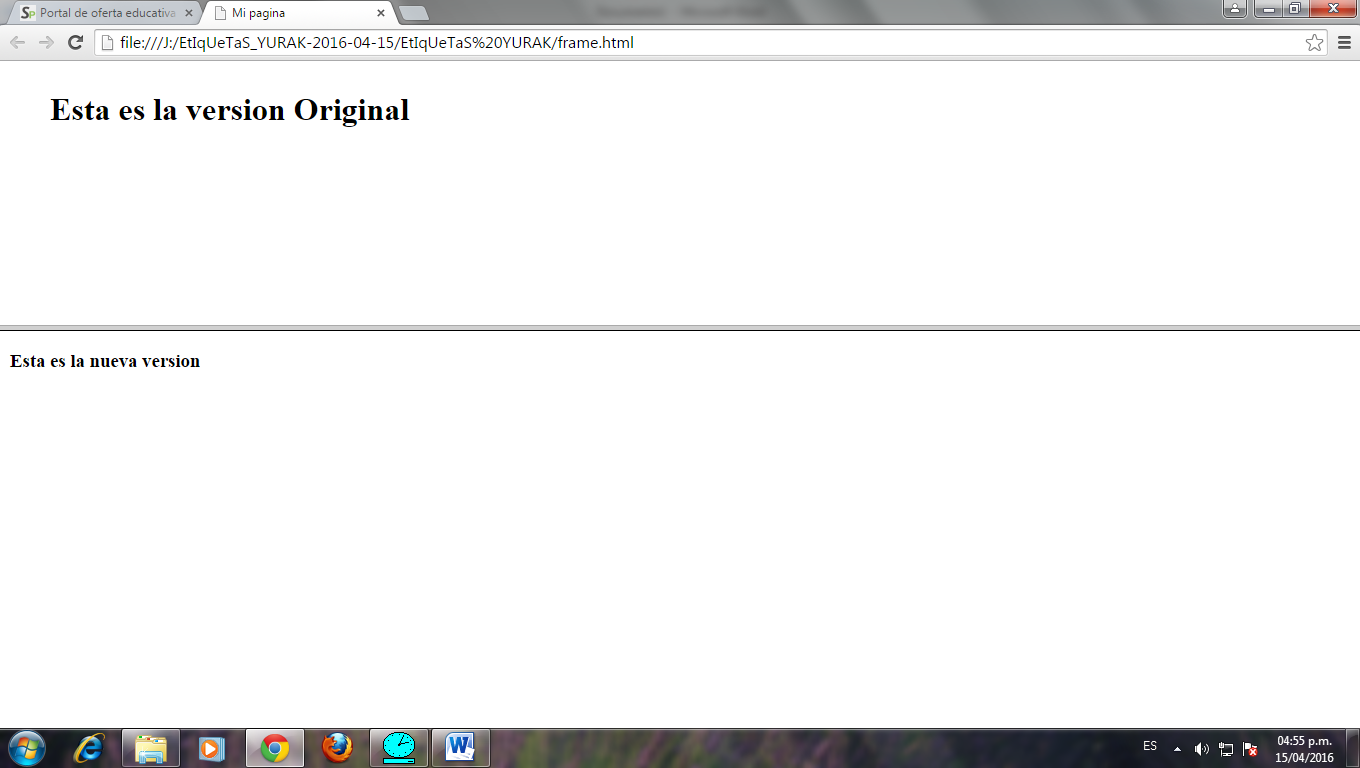 Portal de oferta educativa
Mi pagina
file:///J:/EtIqUeTaS_YURAK-2016-04-15/EtIqUeTaS%20YURAK/frame.html
Esta es la version Original
Esta es la nueva version
ES
04:55 p.m.
15/04/2016